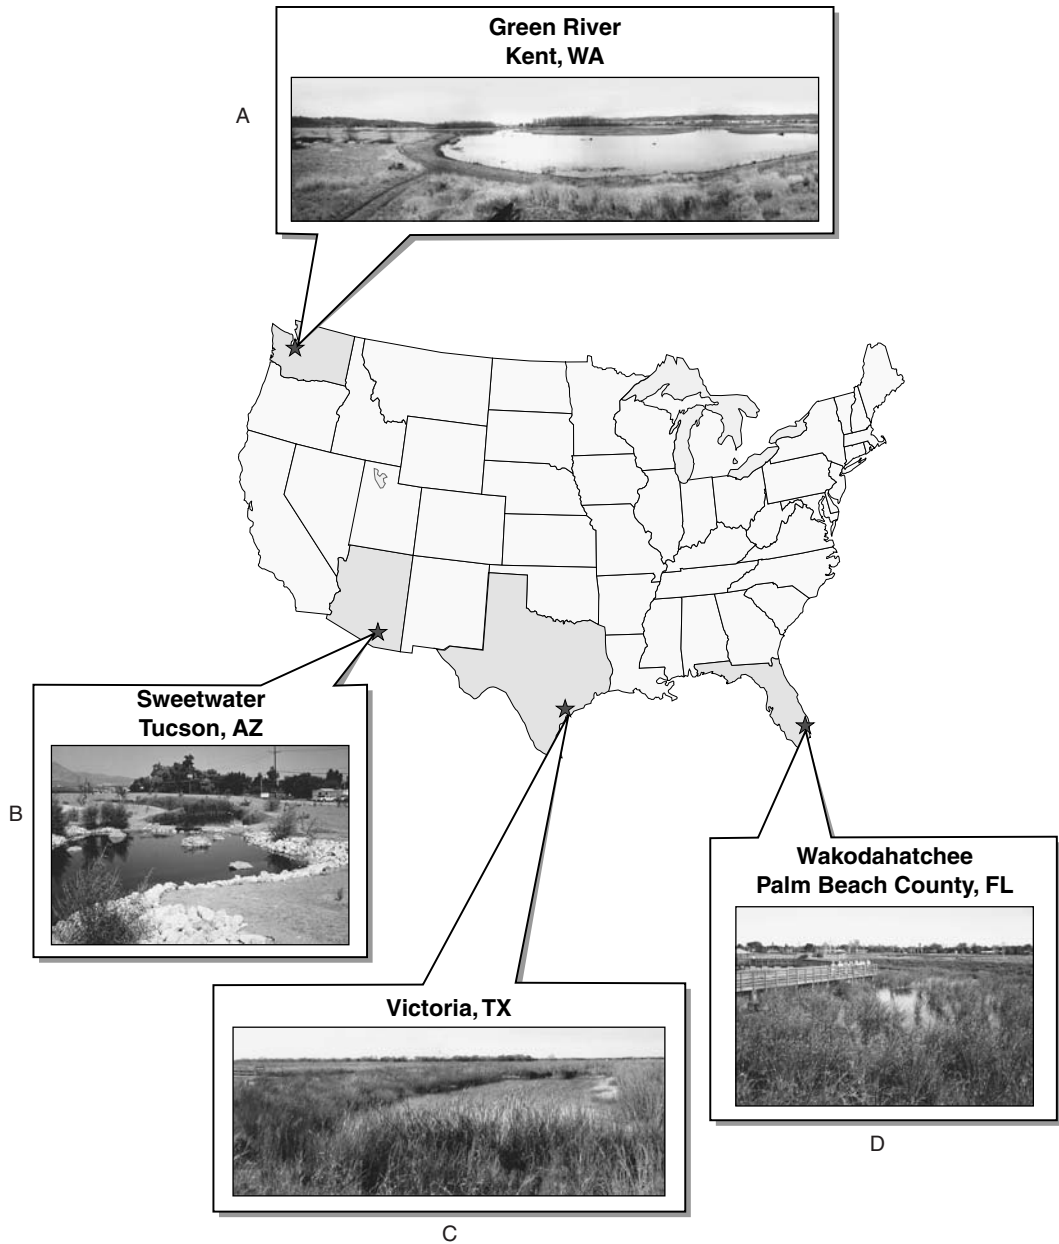 Green River
Kent, WA
A
Sweetwater
Tucson, AZ
B
Wakodahatchee
Palm Beach County, FL
Victoria, TX
D
C